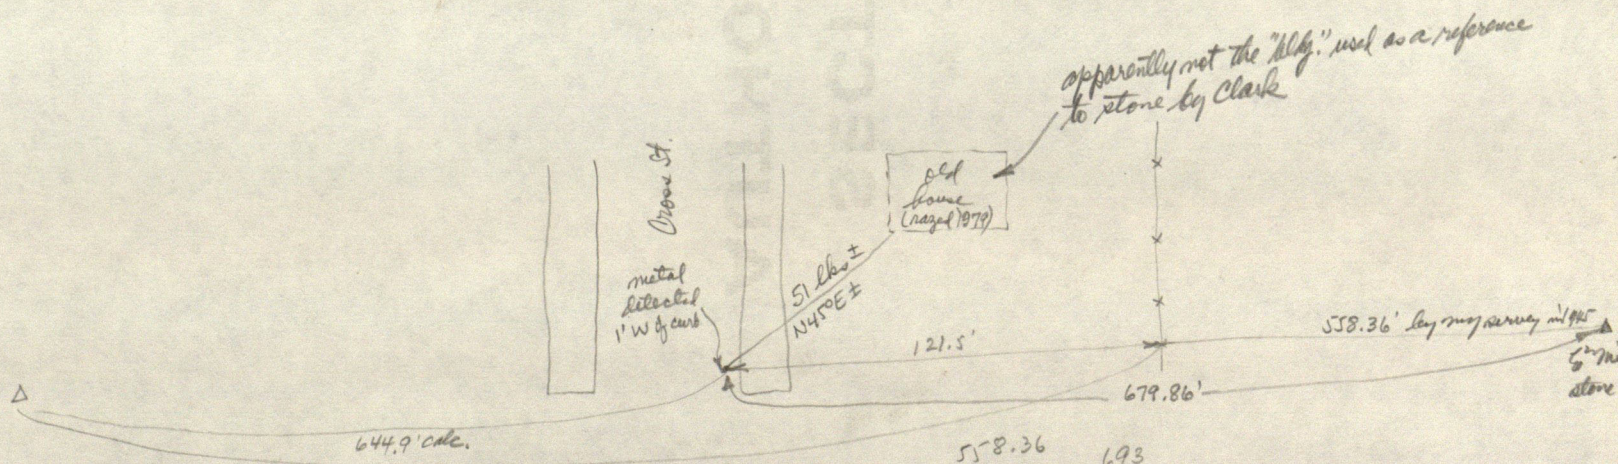 apparently not the "bldg." used as a reference
to stone by Clark
Cross St.
old
house
(razed 1979)
metal
detected
1' W of curb
51 lks ±
N45°E ±
121.5'
558.36' by my survey in 1945
stone
679.86'
644.9' calc.
558.36
693